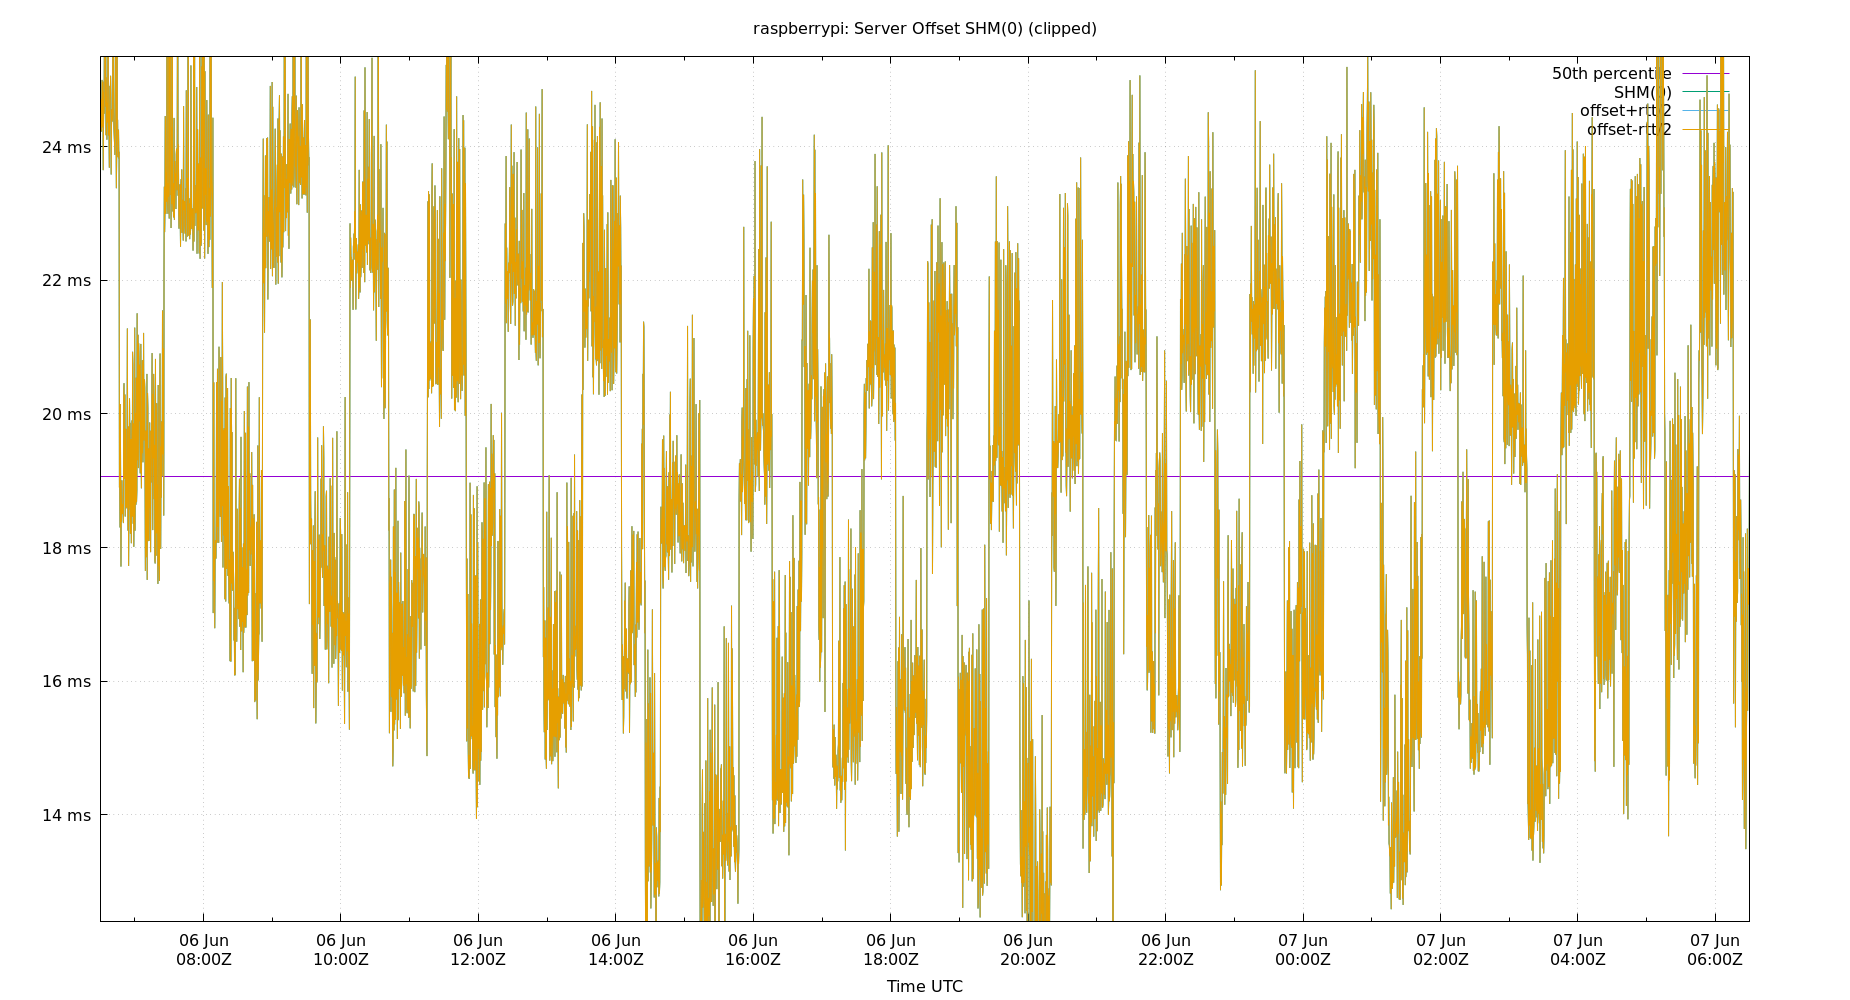 raspberrypi: Server Offset SHM(0) (clipped)
50th percentile
SHM(0)
offset+rtt/2
offset-rtt/2
24 ms
22 ms
20 ms
18 ms
16 ms
14 ms
06 Jun 06 Jun 06 Jun 06 Jun 06 Jun 06 Jun 06 Jun 06 Jun 07 Jun 07 Jun 07 Jun 07 Jun
08:00Z 10:00Z 12:00Z 14:00Z 16:00Z 18:00Z 20:00Z 22:00Z 00:00Z 02:00Z 04:00Z 06:00Z
Time UTC